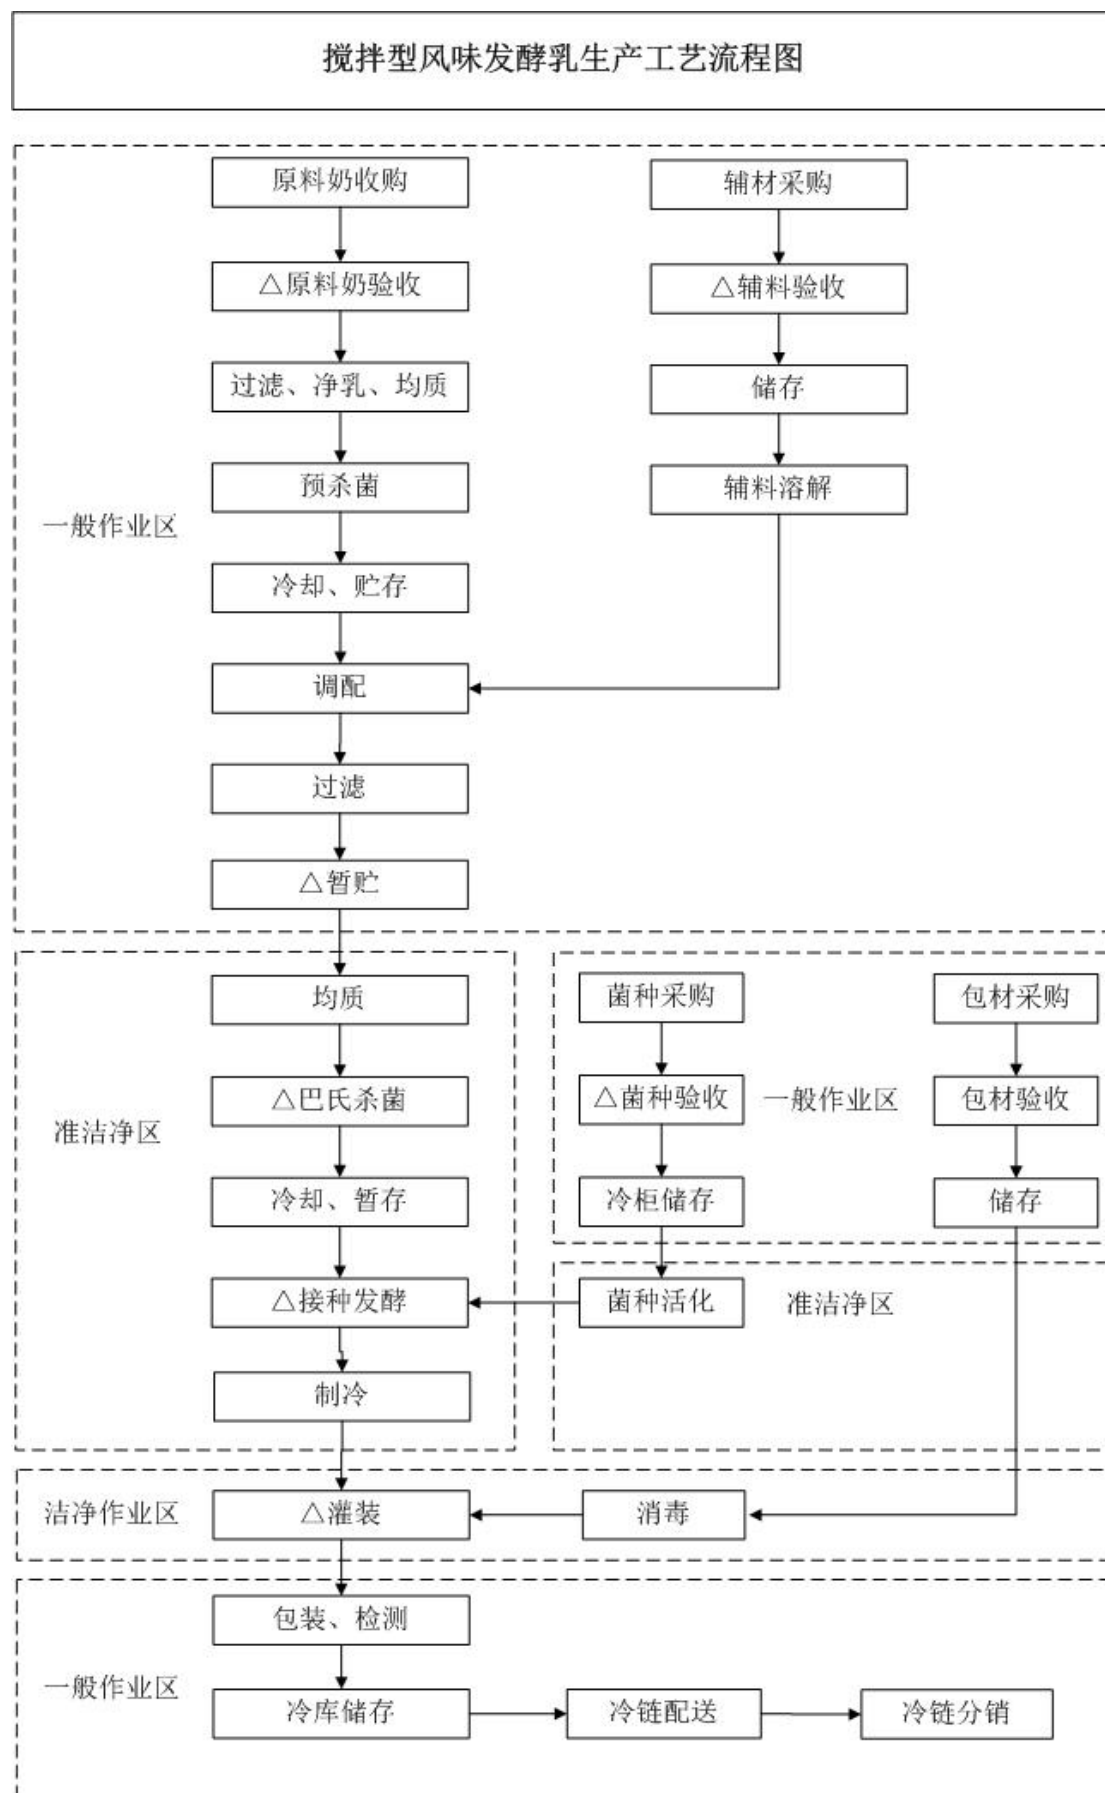 搅拌型风味发酵乳生产工艺流程图
原料奶收购
辅材采购
△原料奶验收
△辅料验收
过滤、净乳、均质
储存
预杀菌
辅料溶解
一般作业区
冷却、贮存
调配
过滤
△暂贮
均质
菌种采购
包材采购
△巴氏杀菌
△菌种验收
一般作业区
包材验收
准洁净区
冷却、暂存
冷柜储存
储存
△接种发酵
菌种活化
准洁净区
制冷
洁净作业区
△灌装
消毒
包装、检测
一般作业区
冷库储存
冷链配送
冷链分销